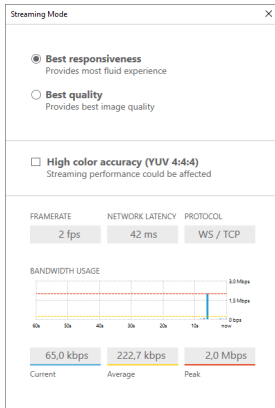 Streaming Mode
Best responsiveness
Provides most fluid experience
Best quality
Provides best image quality
High color accuracy (YUV 4:4:4)
Streaming performance could be affected
FRAMERATE NETWORK LATENCY PROTOCOL
2 fps 42 ms WS / TCP
BANDWIDTH USAGE
3,0 Mbps
1,5 Mbps
0 bps
60s 50s 40s 30s 20s 10s now
65,0 kbps 222,7 kbps 2,0 Mbps
Current Average Peak